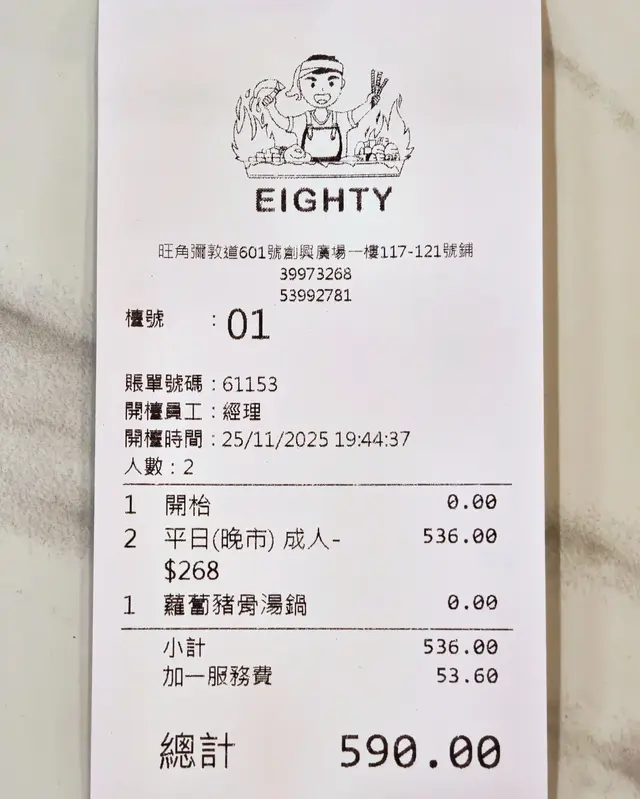 EIGHTY
旺角彌敦道601號創興廣場一樓117-121號鋪
39973268
53992781
檯號 : 01
賬單號碼 : 61153
開檯員工 : 經理
開檯時間 : 25/11/2025 19:44:37
人數 : 2
1 開枱 0.00
2 平日(晚市) 成人- 536.00
$268
1 蘿蔔豬骨湯鍋 0.00
小計 536.00
加一服務費 53.60
總計 590.00